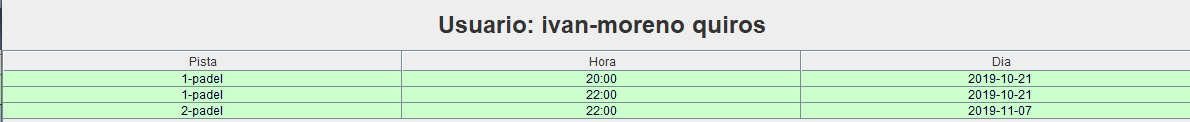 Usuario: ivan-moreno quiros
Pista Hora Dia
1-padel 20:00 2019-10-21
1-padel 22:00 2019-10-21
2-padel 22:00 2019-11-07